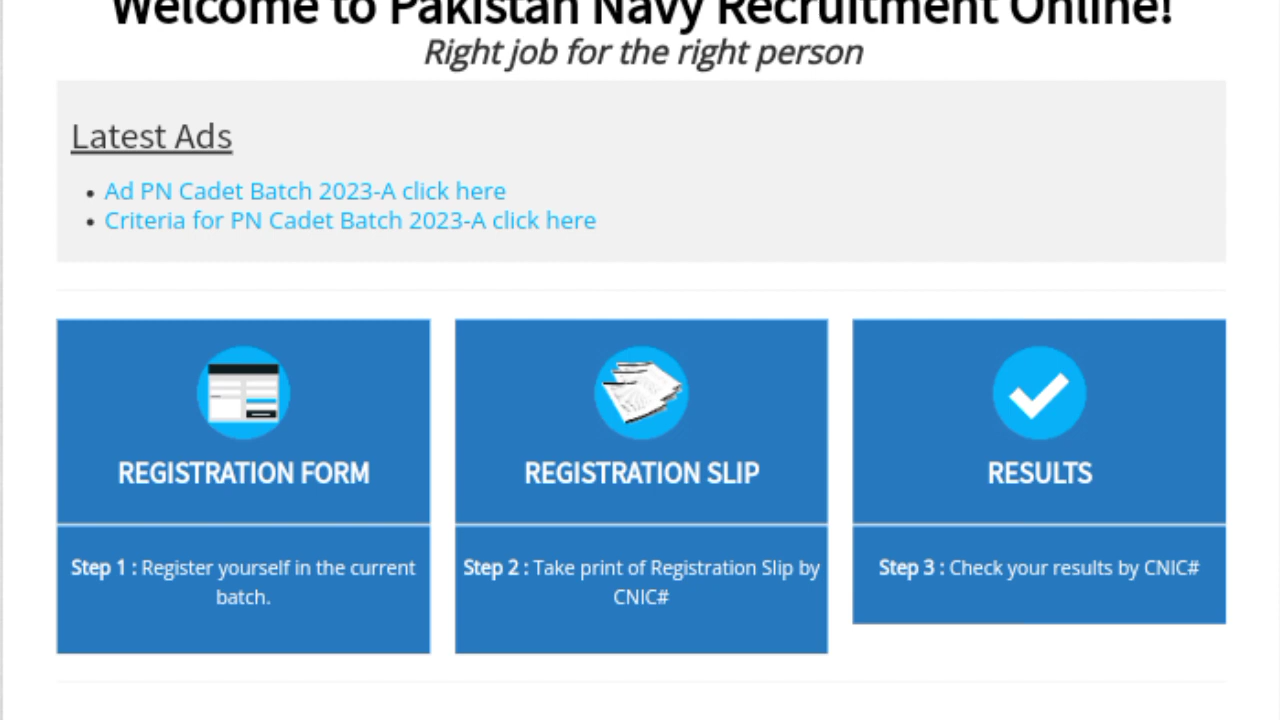 Welcome to Pakistan Navy Recruitment Online!
Right job for the right person
Latest Ads
• Ad PN Cadet Batch 2023-A click here
• Criteria for PN Cadet Batch 2023-A click here
REGISTRATION FORM
Step 1 : Register yourself in the current
batch.
REGISTRATION SLIP
Step 2 : Take print of Registration Slip by
CNIC#
RESULTS
Step 3 : Check your results by CNIC#